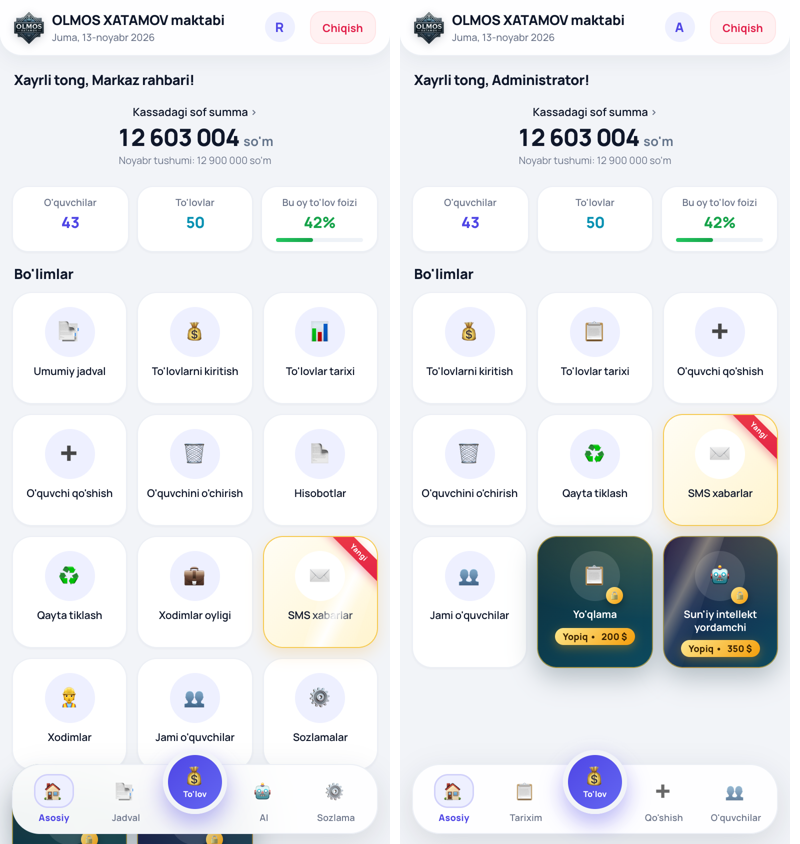 OLMOS
OLMOS XATAMOV maktabi
Juma, 13-noyabr 2026
R
Chiqish
Xayrli tong, Markaz rahbari!
Kassadagi sof summa ›
12 603 004 so'm
Noyabr tushumi: 12 900 000 so'm
O'quvchilar
43
To'lovlar
50
Bu oy to'lov foizi
42%
Bo'limlar
Umumiy jadval
To'lovlarni kiritish
To'lovlar tarixi
O'quvchi qo'shish
O'quvchini o'chirish
Hisobotlar
Qayta tiklash
Xodimlar oyligi
Yangi
SMS xabarlar
Xodimlar
Jami o'quvchilar
Sozlamalar
Asosiy
Jadval
To'lov
AI
Sozlama
OLMOS
OLMOS XATAMOV maktabi
Juma, 13-noyabr 2026
A
Chiqish
Xayrli tong, Administrator!
Kassadagi sof summa ›
12 603 004 so'm
Noyabr tushumi: 12 900 000 so'm
O'quvchilar
43
To'lovlar
50
Bu oy to'lov foizi
42%
Bo'limlar
To'lovlarni kiritish
To'lovlar tarixi
O'quvchi qo'shish
O'quvchini o'chirish
Qayta tiklash
Yangi
SMS xabarlar
Jami o'quvchilar
Yo'qlama
Yopiq • 200 $
Sun'iy intellekt
yordamchi
Yopiq • 350 $
Asosiy
Tarixim
To'lov
Qo'shish
O'quvchilar